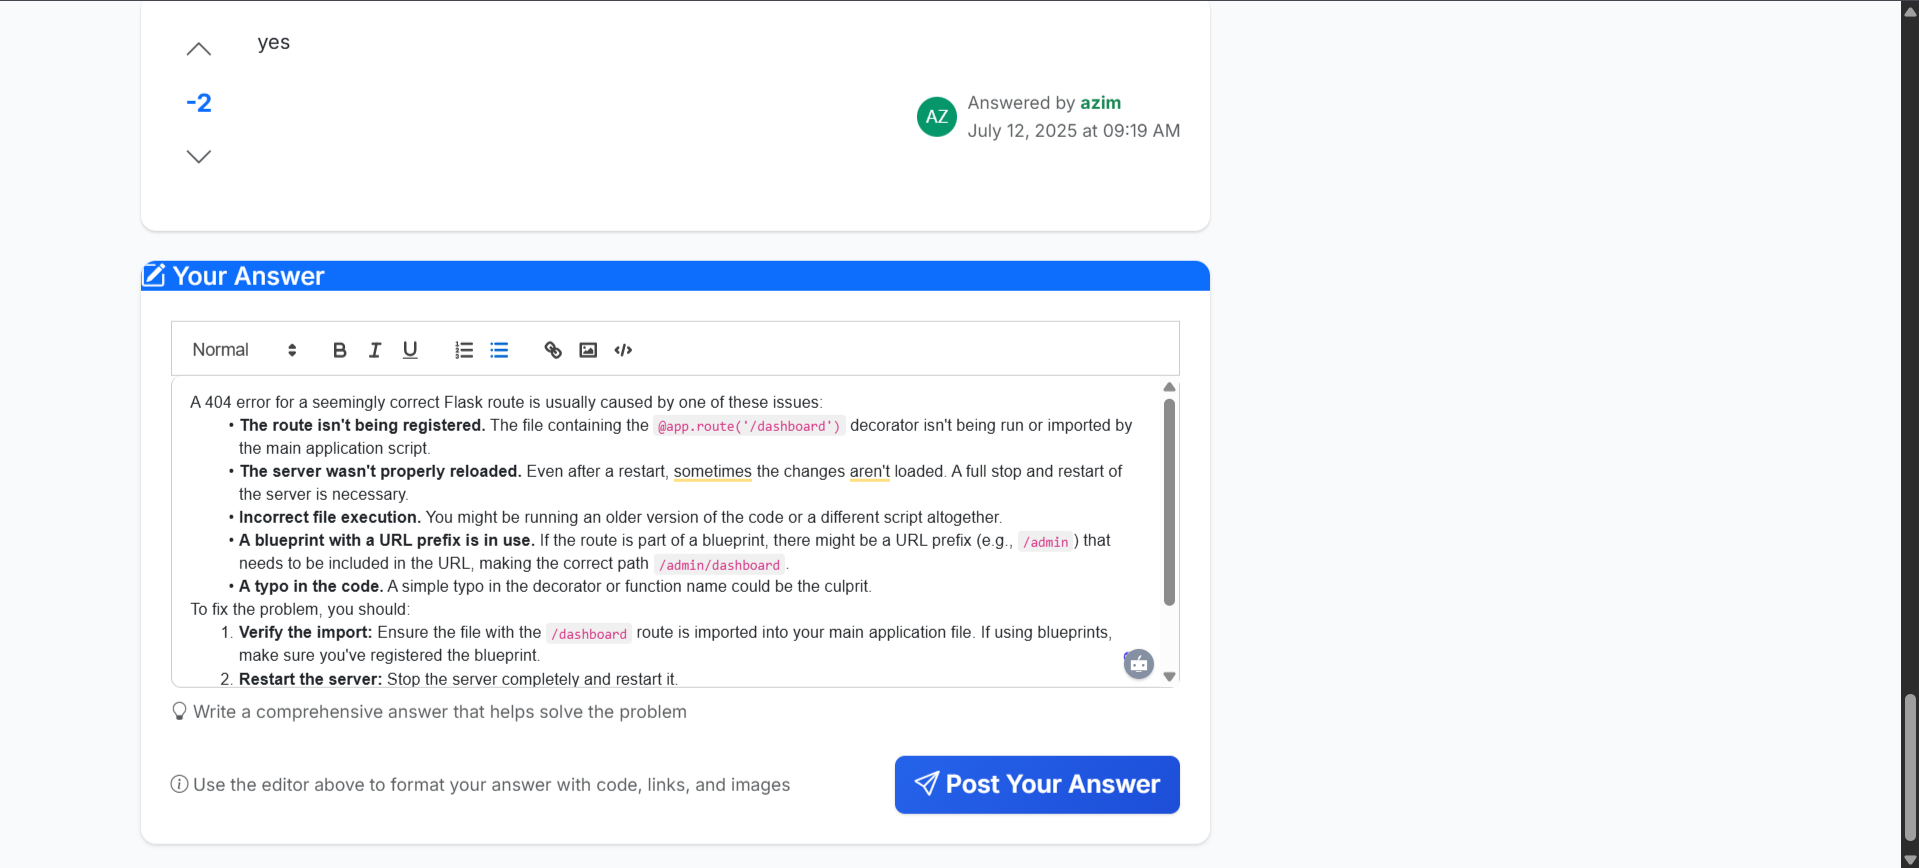 yes
-2
AZ
Answered by azim
July 12, 2025 at 09:19 AM
Your Answer
Normal
A 404 error for a seemingly correct Flask route is usually caused by one of these issues:
• The route isn't being registered. The file containing the @app.route('/dashboard') decorator isn't being run or imported by
the main application script.
• The server wasn't properly reloaded. Even after a restart, sometimes the changes aren't loaded. A full stop and restart of
the server is necessary.
• Incorrect file execution. You might be running an older version of the code or a different script altogether.
• A blueprint with a URL prefix is in use. If the route is part of a blueprint, there might be a URL prefix (e.g., /admin) that
needs to be included in the URL, making the correct path /admin/dashboard.
• A typo in the code. A simple typo in the decorator or function name could be the culprit.
To fix the problem, you should:
1. Verify the import: Ensure the file with the /dashboard route is imported into your main application file. If using blueprints,
make sure you've registered the blueprint.
2. Restart the server: Stop the server completely and restart it.
Write a comprehensive answer that helps solve the problem
Use the editor above to format your answer with code, links, and images
Post Your Answer